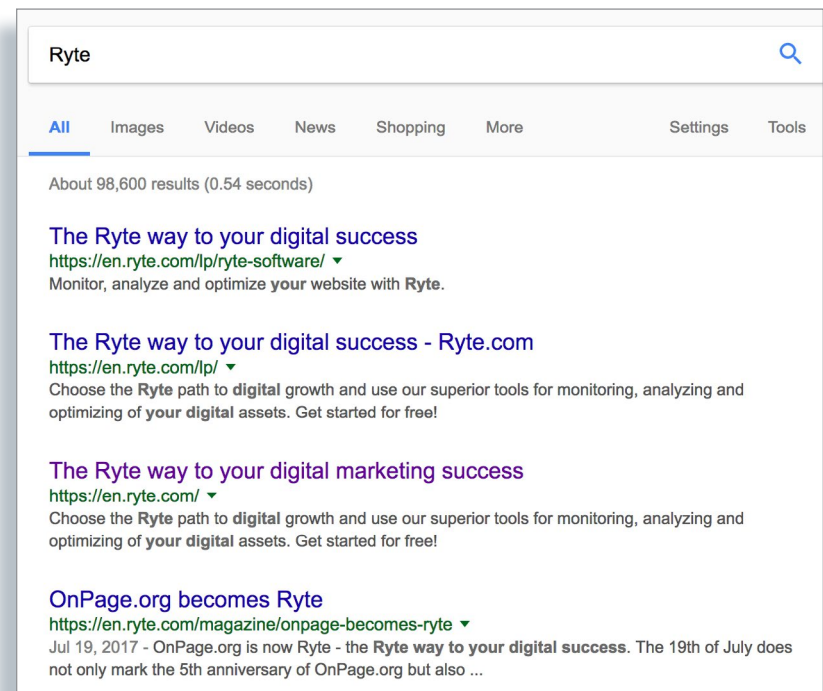 Ryte
All Images Videos News Shopping More Settings Tools
About 98,600 results (0.54 seconds)
The Ryte way to your digital success
https://en.ryte.com/lp/ryte-software/ ▼
Monitor, analyze and optimize your website with Ryte.
The Ryte way to your digital success - Ryte.com
https://en.ryte.com/lp/ ▼
Choose the Ryte path to digital growth and use our superior tools for monitoring, analyzing and
optimizing of your digital assets. Get started for free!
The Ryte way to your digital marketing success
https://en.ryte.com/ ▼
Choose the Ryte path to digital growth and use our superior tools for monitoring, analyzing and
optimizing of your digital assets. Get started for free!
OnPage.org becomes Ryte
https://en.ryte.com/magazine/onpage-becomes-ryte ▼
Jul 19, 2017 - OnPage.org is now Ryte - the Ryte way to your digital success. The 19th of July does
not only mark the 5th anniversary of OnPage.org but also ...